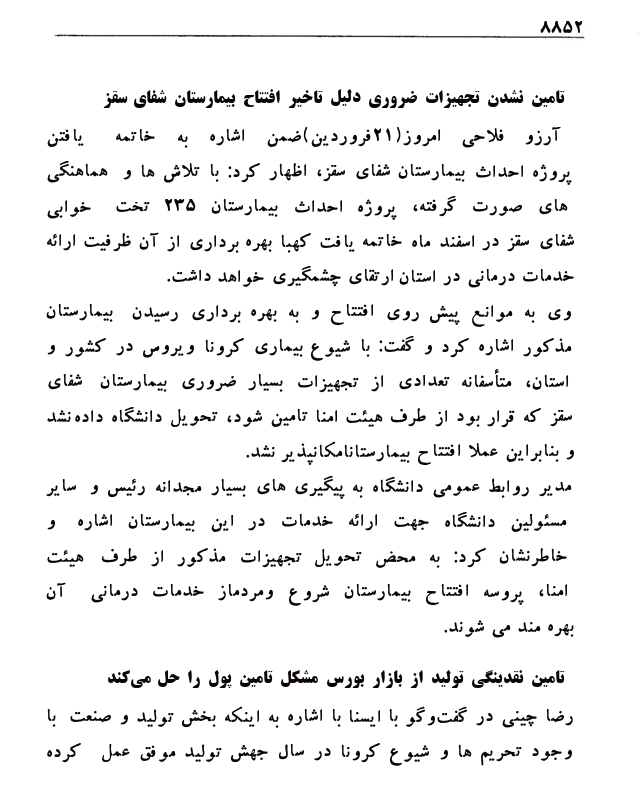 ۸۸۵۲
تامین نشدن تجهیزات ضروری دلیل تاخیر افتتاح بیمارستان شفای سقز
آرزو فلاحی امروز(۲۱فروردین)ضمن اشاره به خاتمه یافتن
پروژه احداث بیمارستان شفای سقز، اظهار کرد: با تلاش ها و هماهنگی
های صورت گرفته، پروژه احداث بیمارستان ۲۳۵ تخت خوابی
شفای سقز در اسفند ماه خاتمه یافت کهبا بهره برداری از آن ظرفیت ارائه
خدمات درمانی در استان ارتقای چشمگیری خواهد داشت.
وی به موانع پیش روی افتتاح و به بهره برداری رسیدن بیمارستان
مذکور اشاره کرد و گفت: با شیوع بیماری کرونا ویروس در کشور و
استان، متأسفانه تعدادی از تجهیزات بسیار ضروری بیمارستان شفای
سقز که قرار بود از طرف هیئت امنا تامین شود، تحویل دانشگاه داده نشد
و بنابراین عملا افتتاح بیمارستانامکانپذیر نشد.
مدیر روابط عمومی دانشگاه به پیگیری های بسیار مجدانه رئیس و سایر
مسئولین دانشگاه جهت ارائه خدمات در این بیمارستان اشاره و
خاطرنشان کرد: به محض تحویل تجهیزات مذکور از طرف هیئت
امنا، پروسه افتتاح بیمارستان شروع ومردماز خدمات درمانی آن
بهره مند می شوند.
تامین نقدینگی تولید از بازار بورس مشکل تامین پول را حل می‌کند
رضا چینی در گفت‌وگو با ایسنا با اشاره به اینکه بخش تولید و صنعت با
وجود تحریم ها و شیوع کرونا در سال جهش تولید موفق عمل کرده